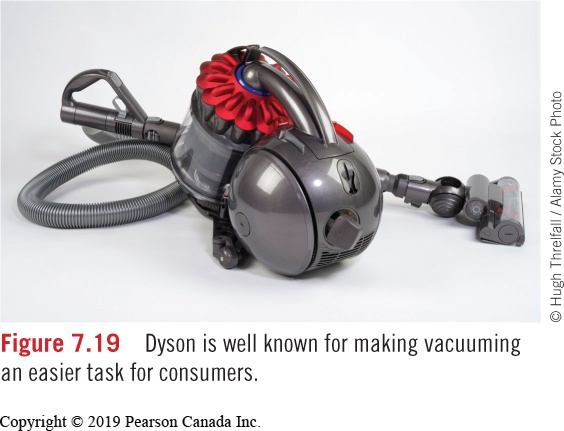 © Hugh Threlfall / Alamy Stock Photo
Figure 7.19 Dyson is well known for making vacuuming
an easier task for consumers.
Copyright © 2019 Pearson Canada Inc.